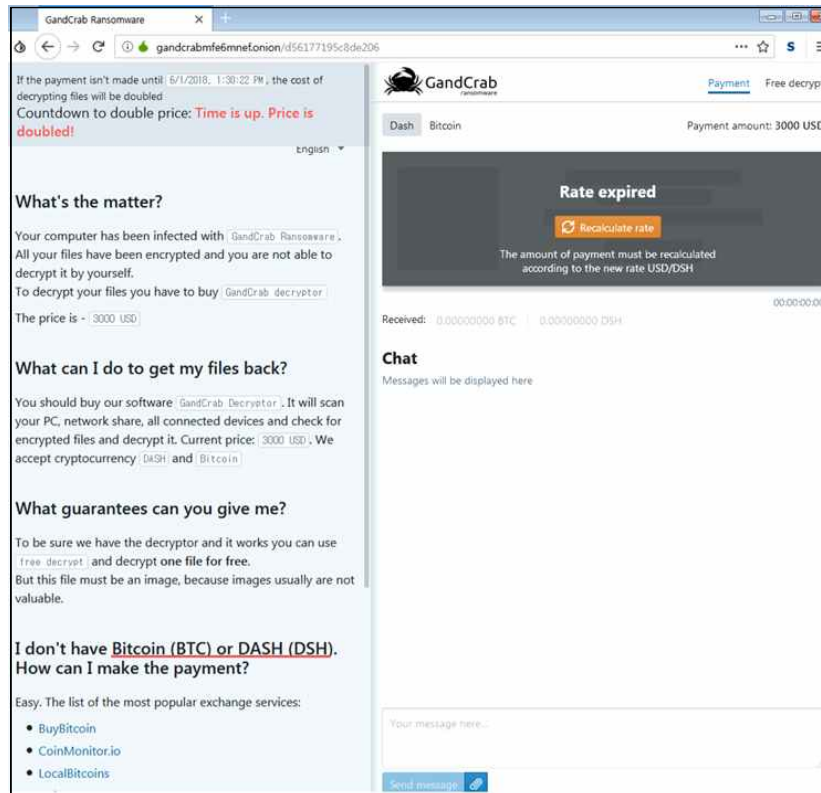 GandCrab Ransomware
gandcrabmfe6mnef.onion/d56177195c8de206
If the payment isn't made until 6/1/2018, 1:30:22 PM, the cost of
decrypting files will be doubled
Countdown to double price: Time is up. Price is
doubled!
English
What's the matter?
Your computer has been infected with GandCrab Ransomware.
All your files have been encrypted and you are not able to
decrypt it by yourself.
To decrypt your files you have to buy GandCrab decryptor
The price is - 3000 USD
What can I do to get my files back?
You should buy our software GandCrab Decryptor. It will scan
your PC, network share, all connected devices and check for
encrypted files and decrypt it. Current price: 3000 USD. We
accept cryptocurrency DASH and Bitcoin
What guarantees can you give me?
To be sure we have the decryptor and it works you can use
free decrypt and decrypt one file for free.
But this file must be an image, because images usually are not
valuable.
I don't have Bitcoin (BTC) or DASH (DSH).
How can I make the payment?
Easy. The list of the most popular exchange services:
BuyBitcoin
CoinMonitor.io
LocalBitcoins
GandCrab
ransomware
Payment Free decryp
Dash Bitcoin Payment amount: 3000 USD
Rate expired
Recalculate rate
The amount of payment must be recalculated
according to the new rate USD/DSH
00:00:00:0
Received: 0.00000000 BTC 0.00000000 DSH
Chat
Messages will be displayed here
Your message here...
Send message